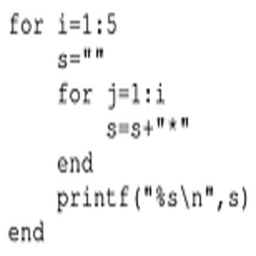 for i=1:5
    s=""
    for j=1:i
        s=s+"*"
    end
    printf("%s\n",s)
end